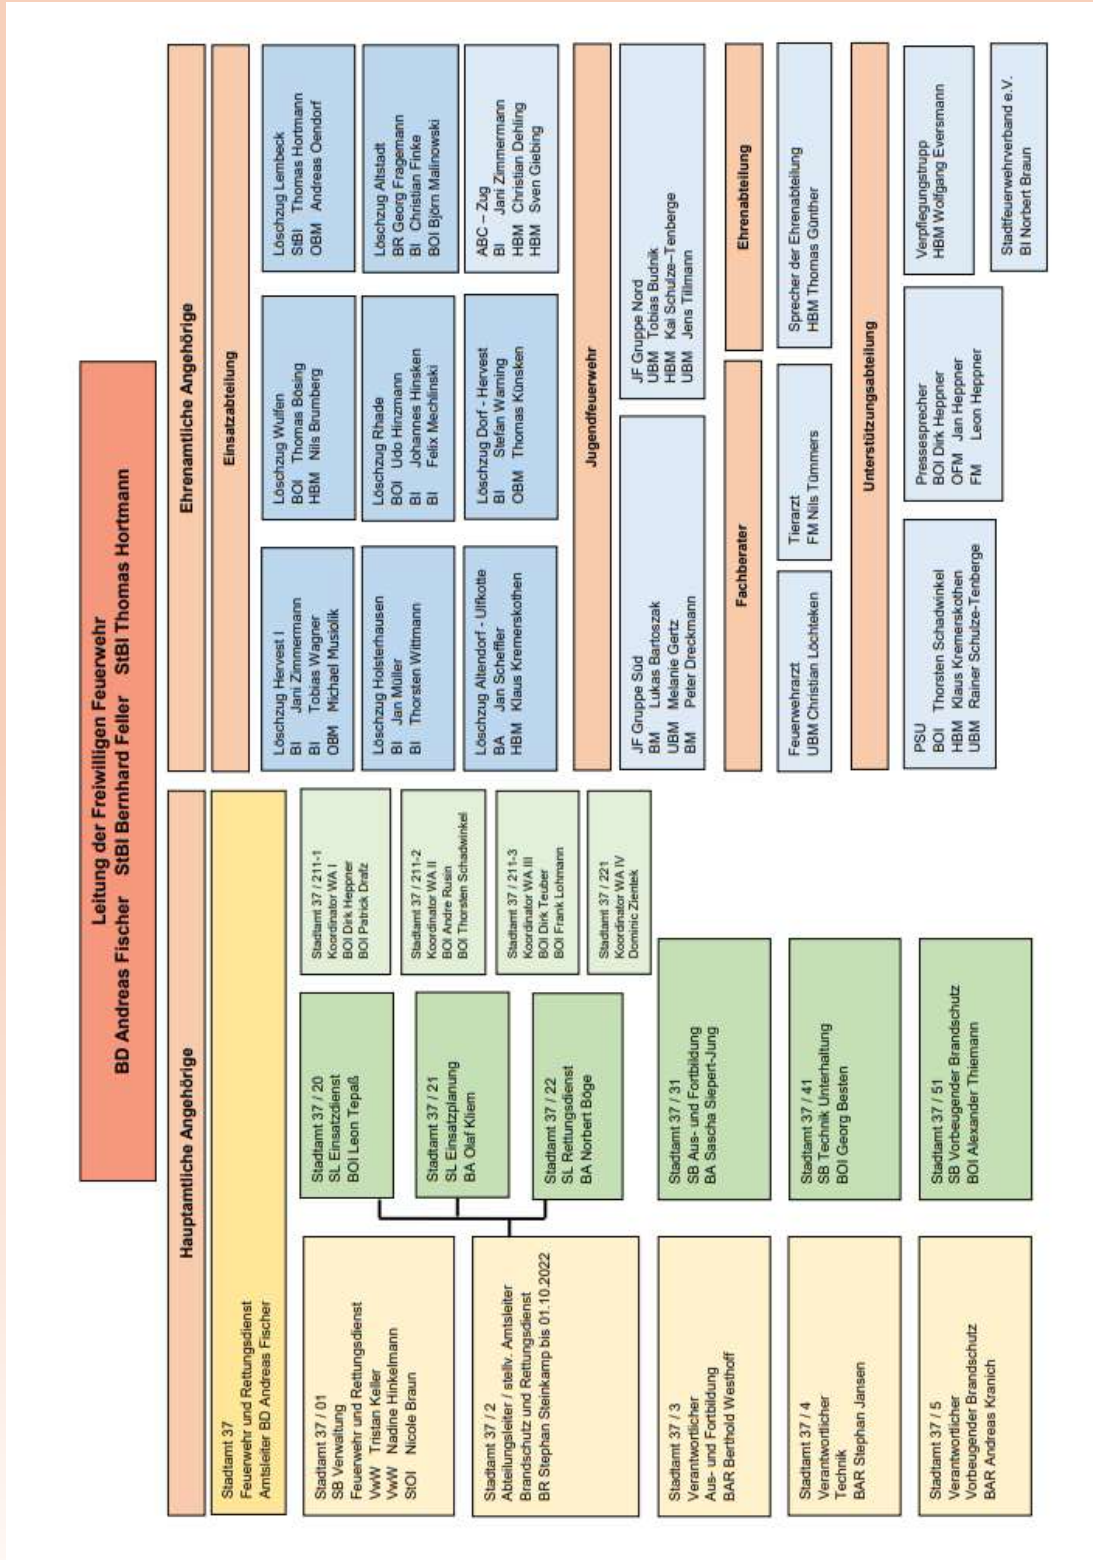 Leitung der Freiwilligen Feuerwehr
BD Andreas Fischer StBI Bernhard Feller StBI Thomas Hortmann
Hauptamtliche Angehörige
Stadtamt 37
Feuerwehr und Rettungsdienst
Amtsleiter BD Andreas Fischer
Stadtamt 37 / 01
SB Verwaltung
Feuerwehr und Rettungsdienst
VwW Tristan Keller
VwW Nadine Hinkelmann
StOI Nicole Braun
Stadtamt 37 / 2
Abteilungsleiter / stellv. Amtsleiter
Brandschutz und Rettungsdienst
BR Stephan Steinkamp bis 01.10.2022
Stadtamt 37 / 3
Verantwortlicher
Aus- und Fortbildung
BAR Berthold Westhoff
Stadtamt 37 / 4
Verantwortlicher
Technik
BAR Stephan Jansen
Stadtamt 37 / 5
Verantwortlicher
Vorbeugender Brandschutz
BAR Andreas Kranich
Stadtamt 37 / 20
SL Einsatzdienst
BOI Leon Tepaß
Stadtamt 37 / 21
SL Einsatzplanung
BA Olaf Kliem
Stadtamt 37 / 22
SL Rettungsdienst
BA Norbert Böge
Stadtamt 37 / 31
SB Aus- und Fortbildung
BA Sascha Siepert-Jung
Stadtamt 37 / 41
SB Technik Unterhaltung
BOI Georg Besten
Stadtamt 37 / 51
SB Vorbeugender Brandschutz
BOI Alexander Thiemann
Stadtamt 37 / 211-1
Koordinator WA I
BOI Dirk Heppner
BOI Patrick Drafz
Stadtamt 37 / 211-2
Koordinator WA II
BOI Andre Rusin
BOI Thorsten Schadwinkel
Stadtamt 37 / 211-3
Koordinator WA III
BOI Dirk Teuber
BOI Frank Lohmann
Stadtamt 37 / 221
Koordinator WA IV
Dominic Zientek
Ehrenamtliche Angehörige
Einsatzabteilung
Löschzug Hervest I
BI Jani Zimmermann
BI Tobias Wagner
OBM Michael Musiolik
Löschzug Wulfen
BOI Thomas Bösing
HBM Nils Brumberg
Löschzug Lembeck
StBI Thomas Hortmann
OBM Andreas Oendorf
Löschzug Holsterhausen
BI Jan Müller
BI Thorsten Wittmann
Löschzug Rhade
BOI Udo Hinzmann
BI Johannes Hinsken
BI Felix Mechlinski
Löschzug Altstadt
BR Georg Fragemann
BI Christian Finke
BOI Björn Malinowski
Löschzug Altendorf - Ulfkotte
BA Jan Scheffler
HBM Klaus Kremerskothen
Löschzug Dorf - Hervest
BI Stefan Warning
OBM Thomas Künsken
ABC – Zug
BI Jani Zimmermann
HBM Christian Dehling
HBM Sven Giebing
Jugendfeuerwehr
JF Gruppe Süd
BM Lukas Bartoszak
UBM Melanie Gertz
BM Peter Dreckmann
JF Gruppe Nord
UBM Tobias Budnik
HBM Kai Schulze–Tenberge
UBM Jens Tillmann
Fachberater
Feuerwehrarzt
UBM Christian Löchteken
Tierarzt
FM Nils Tümmers
Ehrenabteilung
Sprecher der Ehrenabteilung
HBM Thomas Günther
Unterstützungsabteilung
PSU
BOI Thorsten Schadwinkel
HBM Klaus Kremerskothen
UBM Rainer Schulze-Tenberge
Pressesprecher
BOI Dirk Heppner
OFM Jan Heppner
FM Leon Heppner
Verpflegungstrupp
HBM Wolfgang Eversmann
Stadtfeuerwehrverband e.V.
BI Norbert Braun